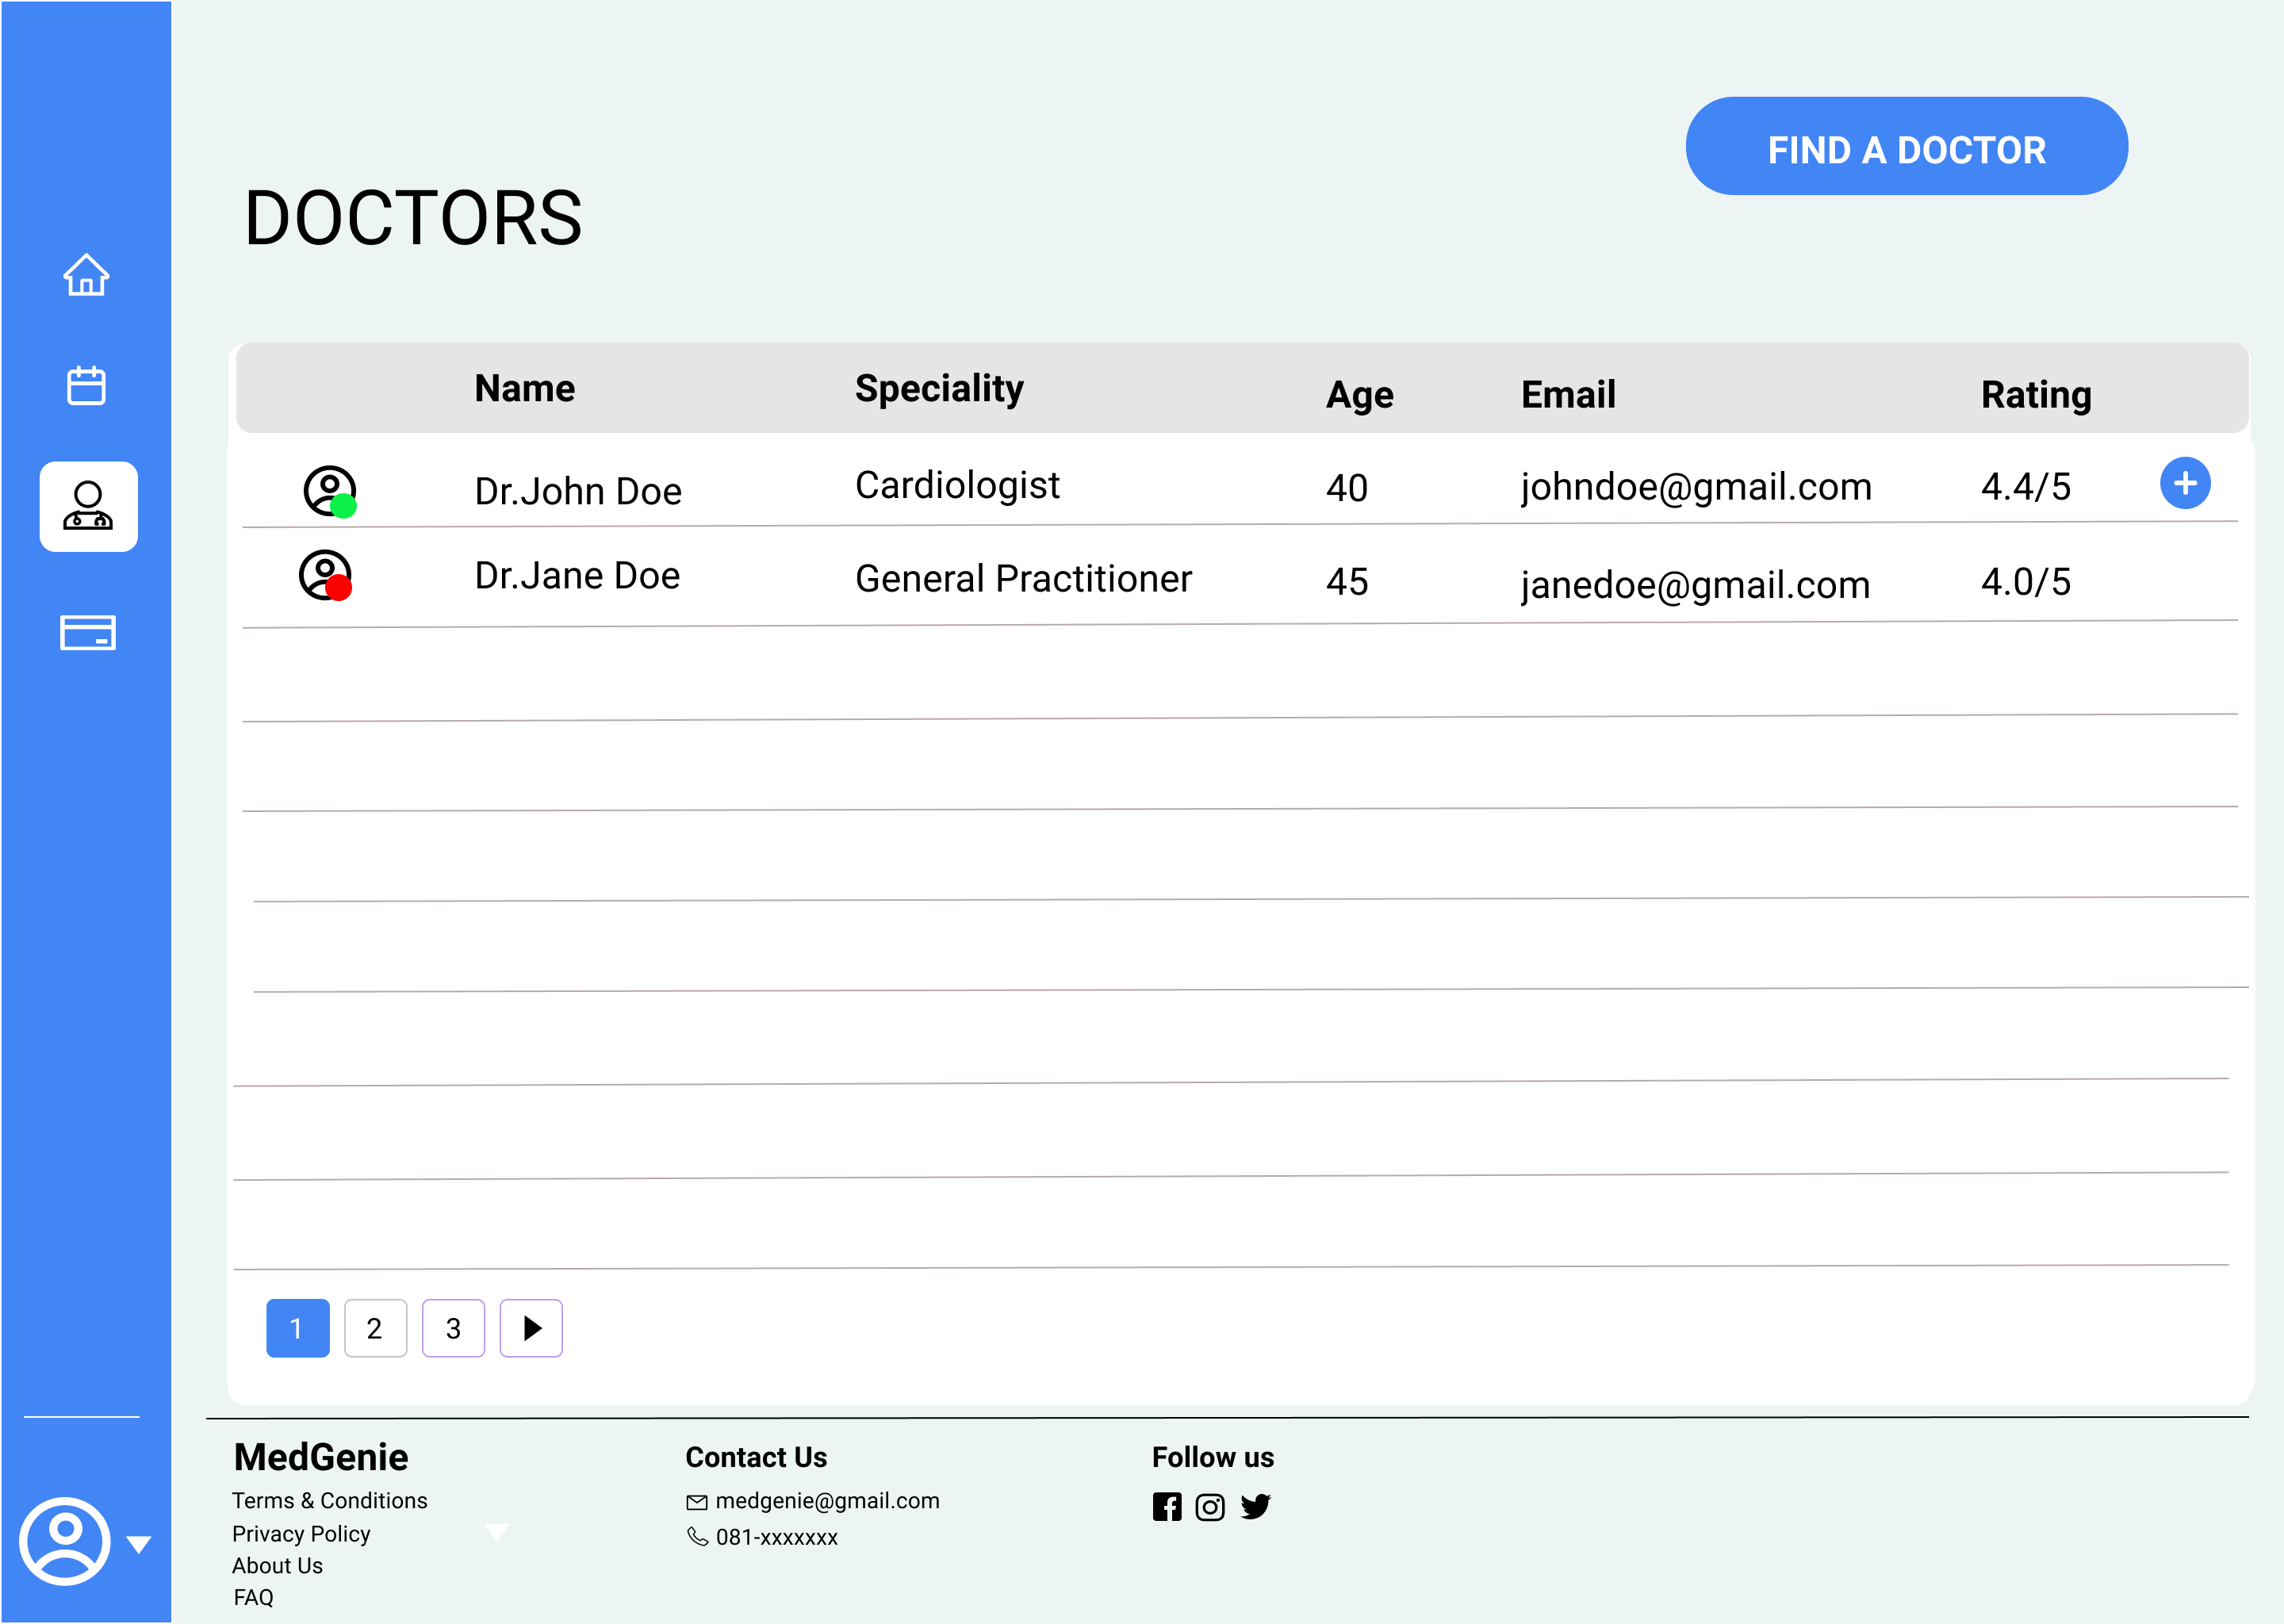 FIND A DOCTOR
DOCTORS
Name Speciality Age Email Rating
Dr.John Doe Cardiologist 40 johndoe@gmail.com 4.4/5
Dr.Jane Doe General Practitioner 45 janedoe@gmail.com 4.0/5
1 2 3
MedGenie
Terms & Conditions
Privacy Policy
About Us
FAQ
Contact Us
medgenie@gmail.com
081-xxxxxxx
Follow us